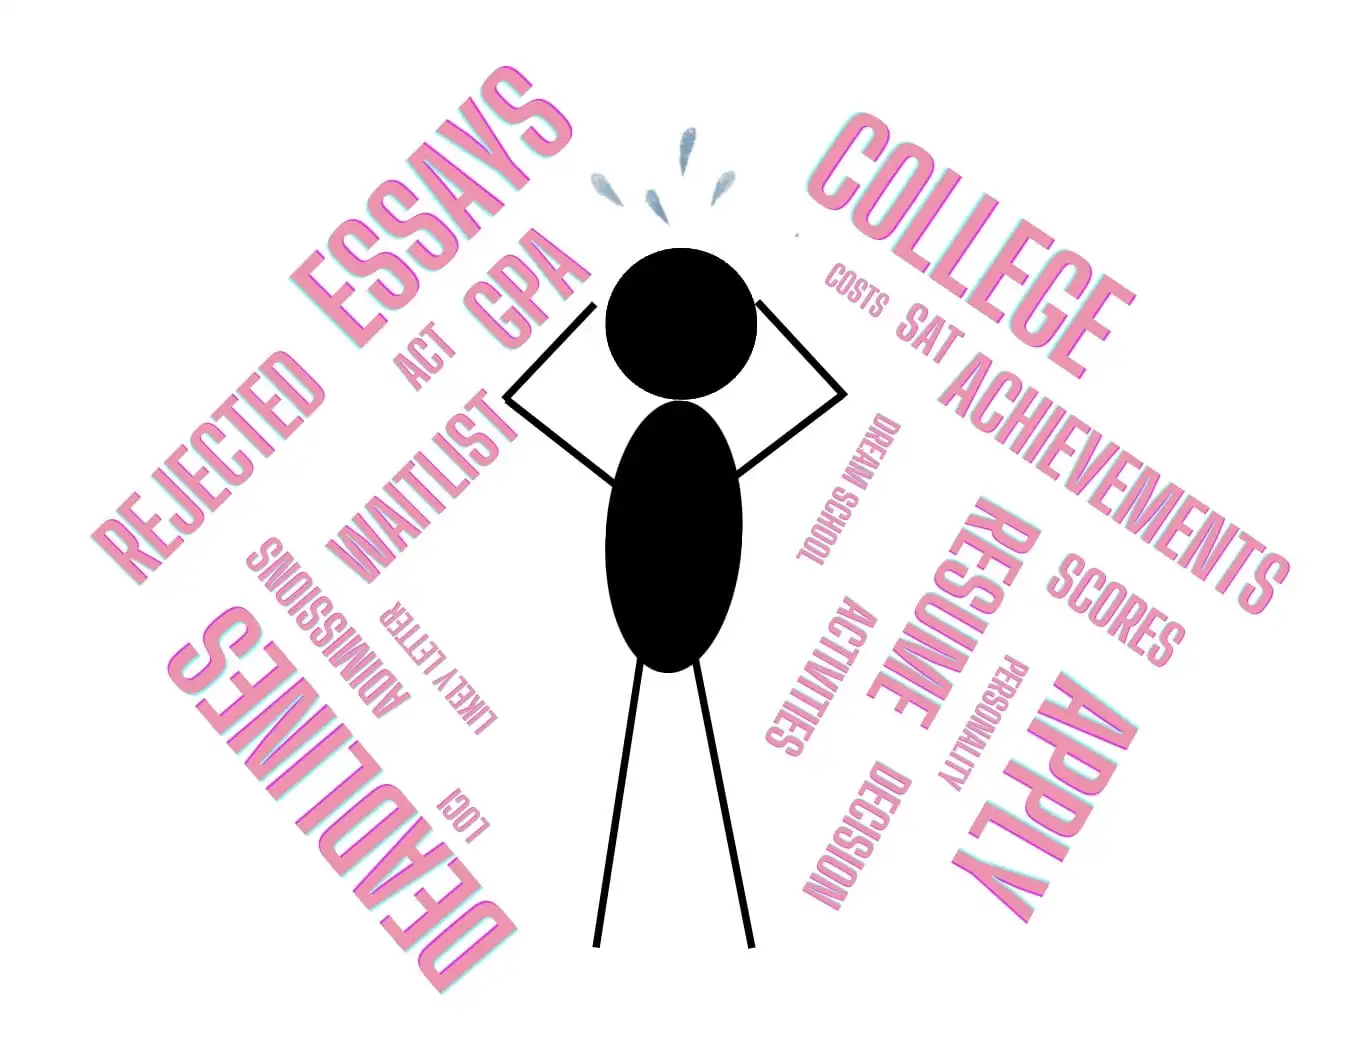 ESSAYS
GPA
ACT
REJECTED
WAITLIST
ADIMISSIONS
LIKELY LETTER
DEADLINES
LOCI
COLLEGE
COSTS
SAT
ACHIEVEMENTS
DREAM SCHOOL
RESUME
SCORES
ACTIVITIES
PERSONALITY
APPLY
DECISION